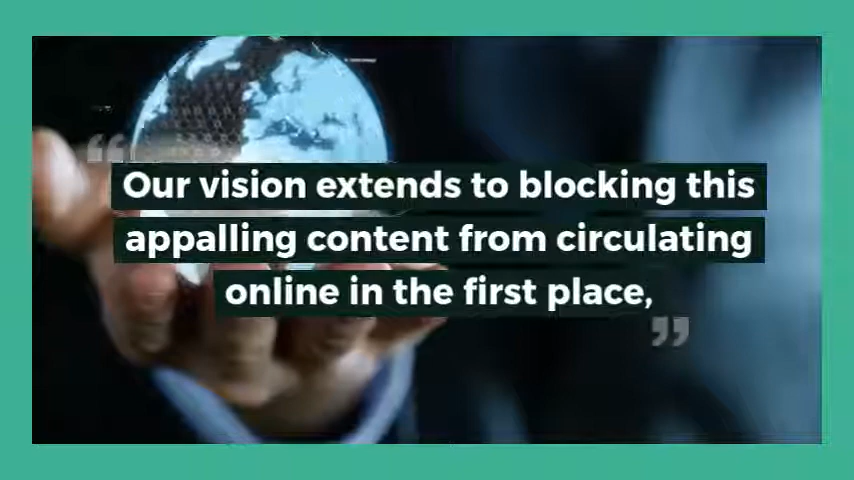 “
Our vision extends to blocking this
appalling content from circulating
online in the first place,
”